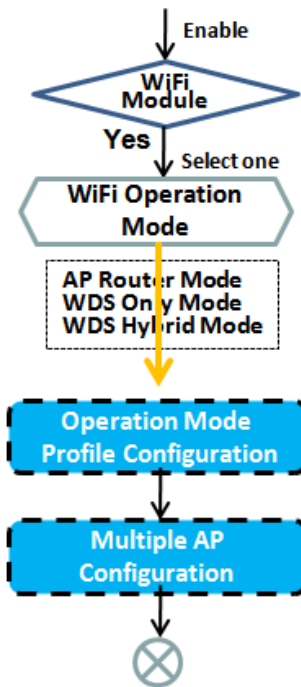 Enable
WiFi
Module
Yes
Select one
WiFi Operation
Mode
AP Router Mode
WDS Only Mode
WDS Hybrid Mode
Operation Mode
Profile Configuration
Multiple AP
Configuration